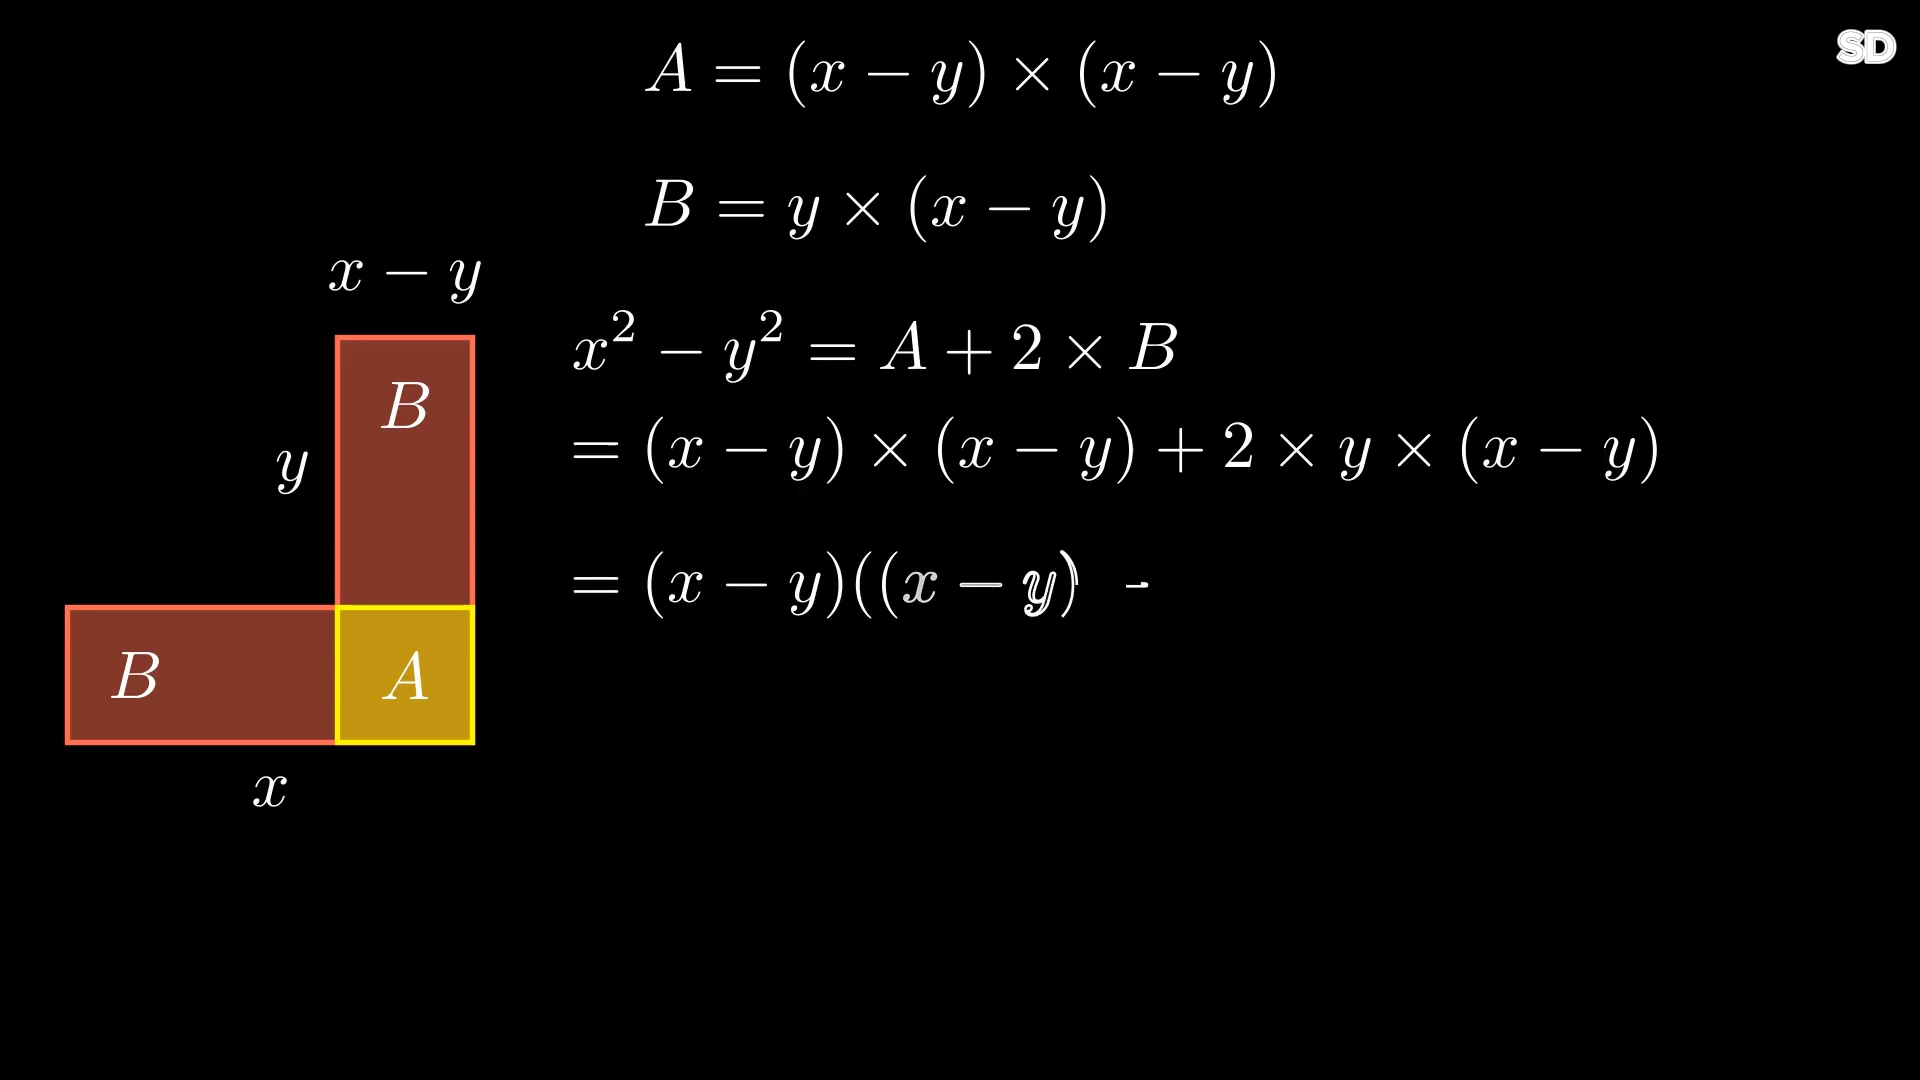 SD
A = (x − y) × (x − y)
B = y × (x − y)
x − y
x² − y² = A + 2 × B
B
= (x − y) × (x − y) + 2 × y × (x − y)
y
= (x − y)((x − y)
B A
x